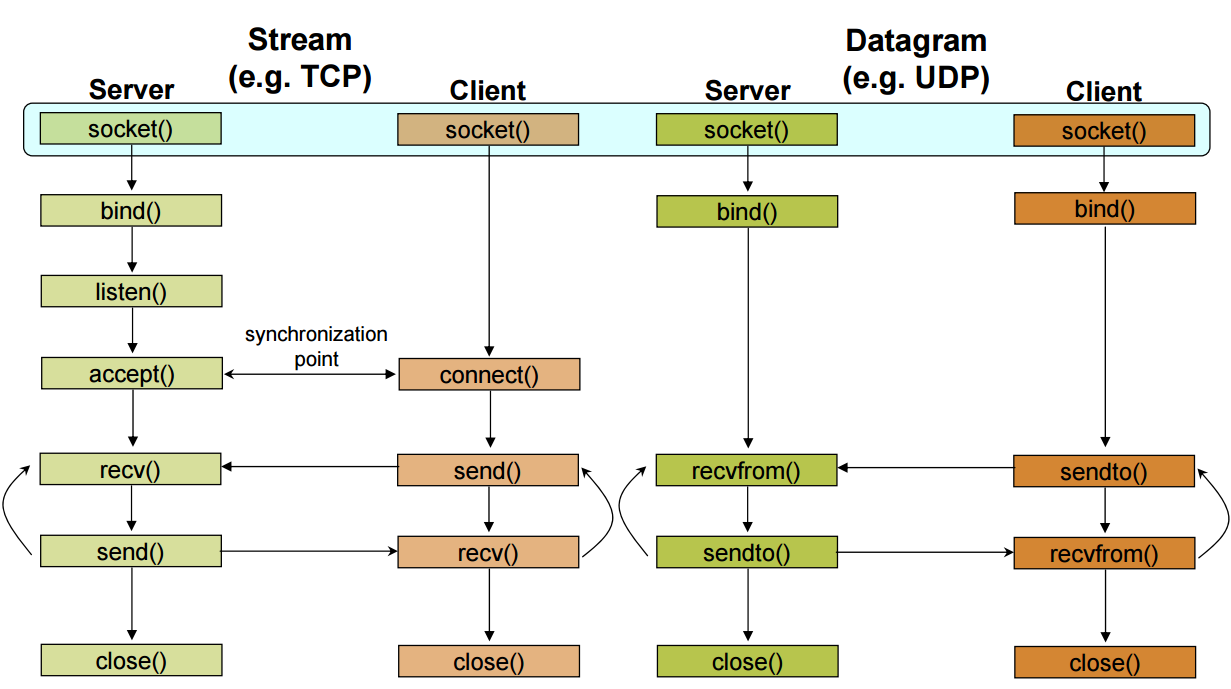 Stream
(e.g. TCP)
Datagram
(e.g. UDP)
Server
Client
Server
Client
socket()
socket()
socket()
socket()
bind()
bind()
bind()
listen()
synchronization
point
accept()
connect()
recv()
send()
recvfrom()
sendto()
send()
recv()
sendto()
recvfrom()
close()
close()
close()
close()